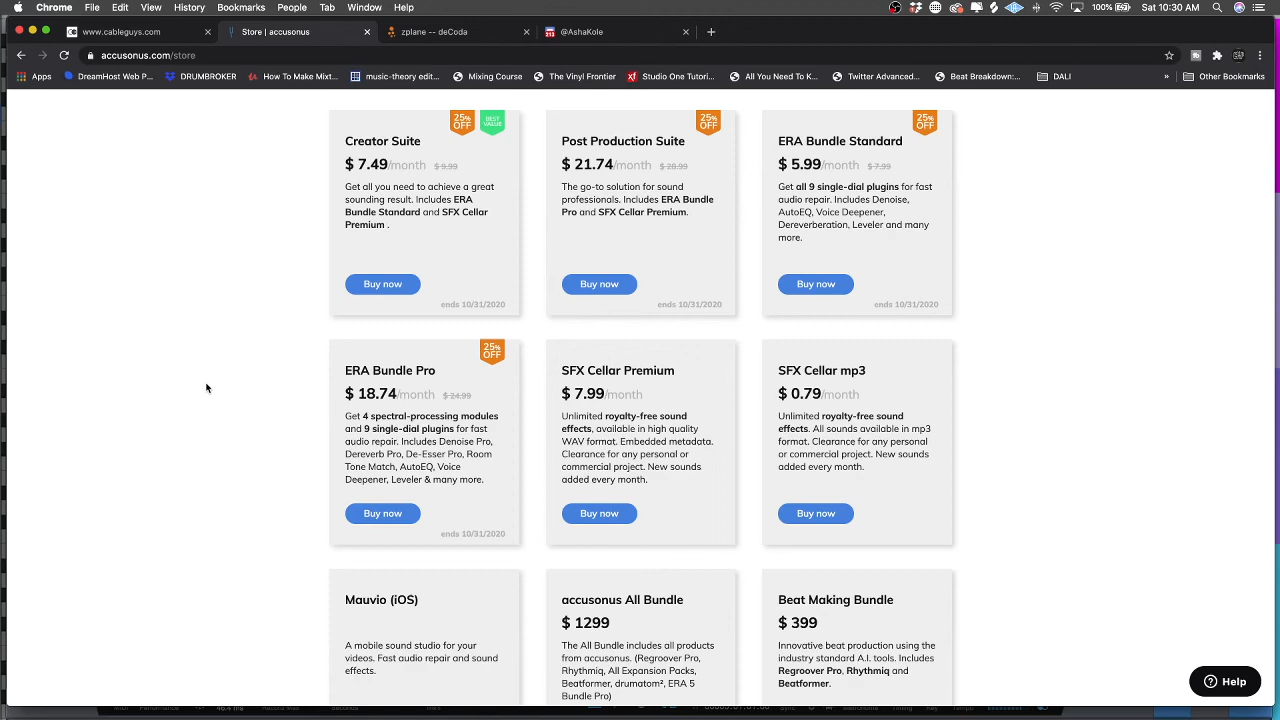 Chrome File Edit View History Bookmarks People Tab Window Help 100% Sat 10:30 AM
www.cableguys.com Store | accusonus zplane -- deCoda @AshaKole
accusonus.com/store
Apps DreamHost Web P... DRUMBROKER How To Make Mixt... music-theory edit... Mixing Course The Vinyl Frontier Studio One Tutori... All You Need To K... Twitter Advanced... Beat Breakdown:... DALI » Other Bookmarks
25% OFF
BEST VALUE
Creator Suite
$ 7.49/month $ 9.99
Get all you need to achieve a great
sounding result. Includes ERA
Bundle Standard and SFX Cellar
Premium .
Buy now
ends 10/31/2020
25% OFF
Post Production Suite
$ 21.74/month $ 28.99
The go-to solution for sound
professionals. Includes ERA Bundle
Pro and SFX Cellar Premium.
Buy now
ends 10/31/2020
25% OFF
ERA Bundle Standard
$ 5.99/month $ 7.99
Get all 9 single-dial plugins for fast
audio repair. Includes Denoise,
AutoEQ, Voice Deepener,
Dereverberation, Leveler and many
more.
Buy now
ends 10/31/2020
25% OFF
ERA Bundle Pro
$ 18.74/month $ 24.99
Get 4 spectral-processing modules
and 9 single-dial plugins for fast
audio repair. Includes Denoise Pro,
Dereverb Pro, De-Esser Pro, Room
Tone Match, AutoEQ, Voice
Deepener, Leveler & many more.
Buy now
ends 10/31/2020
SFX Cellar Premium
$ 7.99/month
Unlimited royalty-free sound
effects, available in high quality
WAV format. Embedded metadata.
Clearance for any personal or
commercial project. New sounds
added every month.
Buy now
SFX Cellar mp3
$ 0.79/month
Unlimited royalty-free sound
effects. All sounds available in mp3
format. Clearance for any personal
or commercial project. New sounds
added every month.
Buy now
Mauvio (iOS)
A mobile sound studio for your
videos. Fast audio repair and sound
effects.
accusonus All Bundle
$ 1299
The All Bundle includes all products
from accusonus. (Regroover Pro,
Rhythmiq, All Expansion Packs,
Beatformer, drumatom², ERA 5
Bundle Pro)
Beat Making Bundle
$ 399
Innovative beat production using the
industry standard A.I. tools. Includes
Regroover Pro, Rhythmiq and
Beatformer.
Help